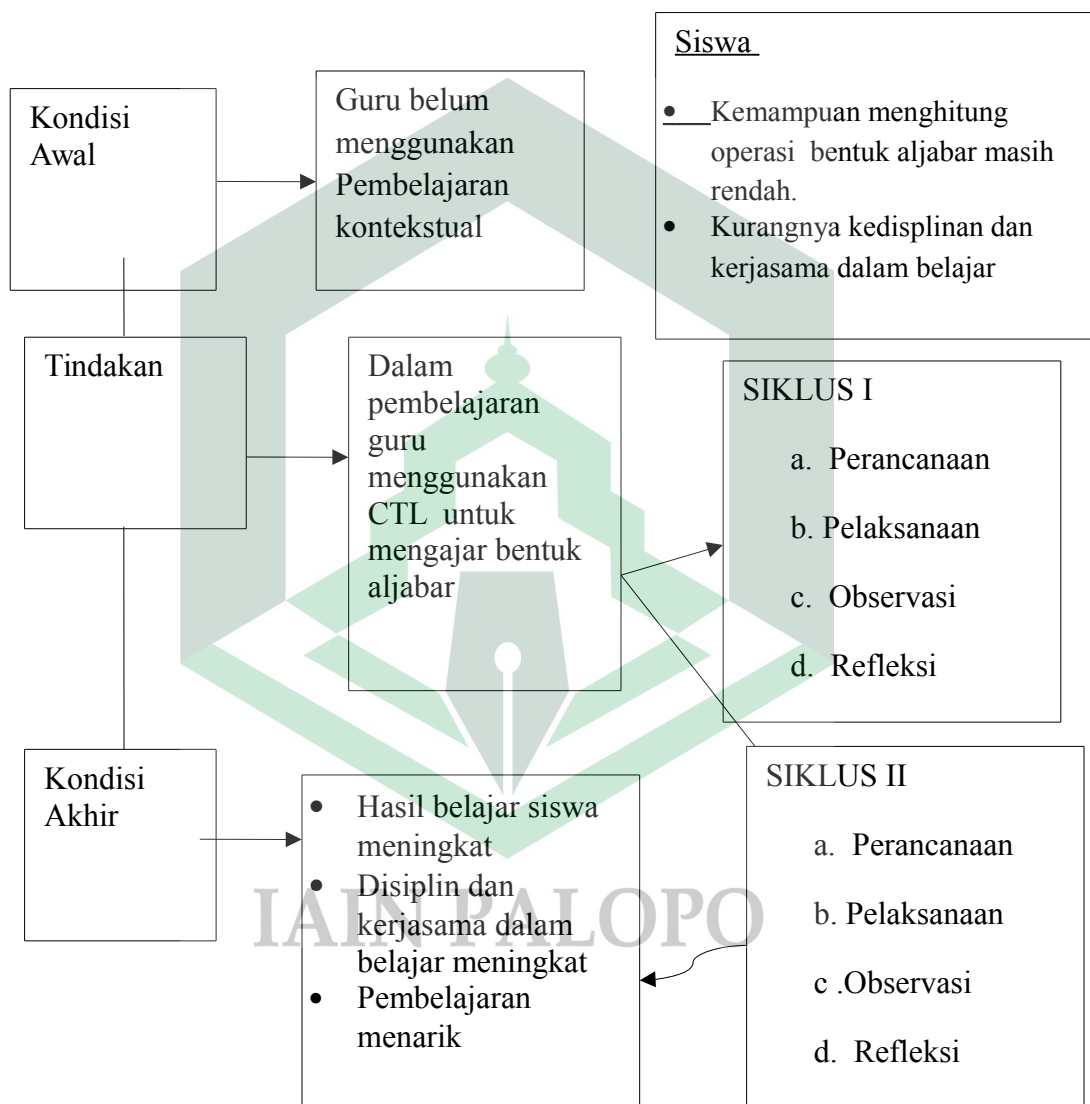 Kondisi
Awal
Guru belum
menggunakan
Pembelajaran
kontekstual
Siswa
• Kemampuan menghitung
operasi bentuk aljabar masih
rendah.
• Kurangnya kedisplinan dan
kerjasama dalam belajar
Tindakan
Dalam
pembelajaran
guru
menggunakan
CTL untuk
mengajar bentuk
aljabar
SIKLUS I
a. Perancanaan
b. Pelaksanaan
c. Observasi
d. Refleksi
Kondisi
Akhir
• Hasil belajar siswa
meningkat
• Disiplin dan
kerjasama dalam
belajar meningkat
• Pembelajaran
menarik
SIKLUS II
a. Perancanaan
b. Pelaksanaan
c .Observasi
d. Refleksi
IAIN PALOPO